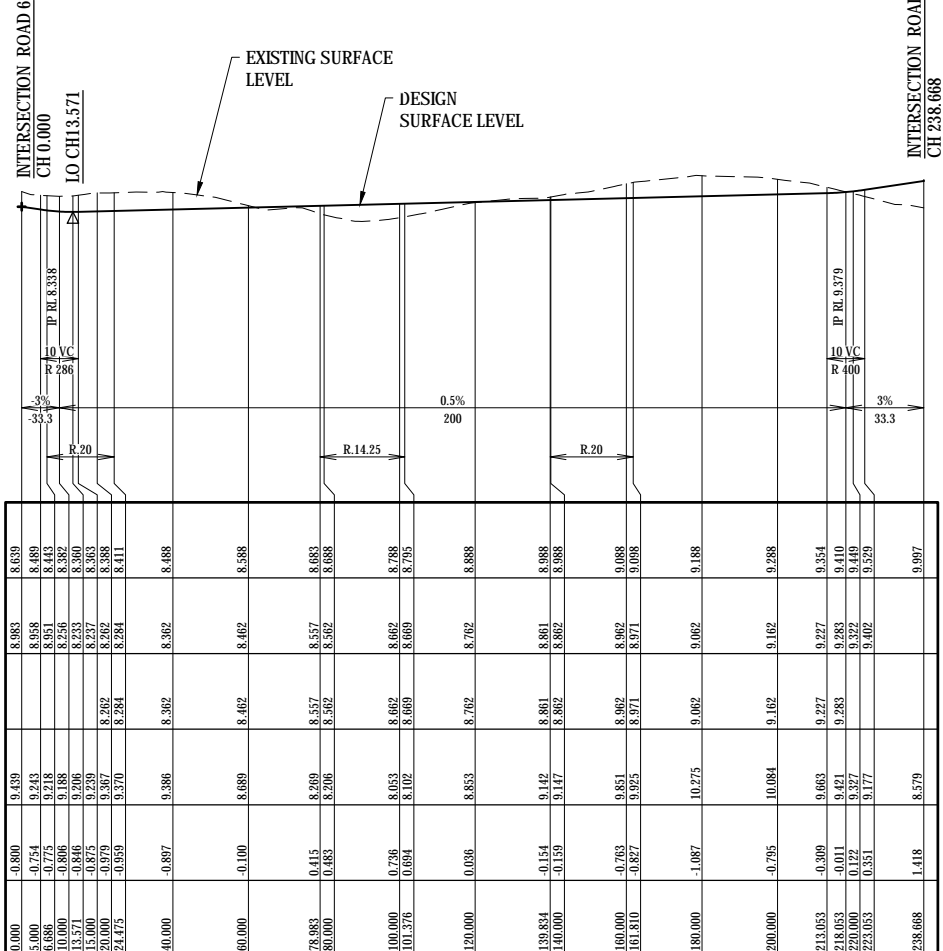 INTERSECTION ROAD 6
CH 0.000
LO CH13.571
EXISTING SURFACE
LEVEL
DESIGN
SURFACE LEVEL
CH 238.668
IP RL 8.338
IP RL 9.379
10 VC
R 286
10 VC
R 400
-3%
-33.3
0.5%
200
3%
33.3
R.20
R.14.25
R.20
8.639 8.489 8.443 8.382 8.360 8.363 8.388 8.411 8.488 8.588 8.683 8.688 8.788 8.795 8.888 8.988 8.988 9.088 9.098 9.188 9.288 9.354 9.410 9.449 9.529 9.997
8.983 8.958 8.951 8.256 8.233 8.237 8.262 8.284 8.362 8.462 8.557 8.562 8.662 8.669 8.762 8.861 8.862 8.962 8.971 9.062 9.162 9.227 9.283 9.322 9.402
8.262 8.284 8.362 8.462 8.557 8.562 8.662 8.669 8.762 8.861 8.862 8.962 8.971 9.062 9.162 9.227 9.283
9.439 9.243 9.218 9.188 9.206 9.239 9.367 9.370 9.386 8.689 8.269 8.206 8.053 8.102 8.853 9.142 9.147 9.851 9.925 10.275 10.084 9.663 9.421 9.327 9.177 8.579
-0.800 -0.754 -0.775 -0.806 -0.846 -0.875 -0.979 -0.959 -0.897 -0.100 0.415 0.483 0.736 0.694 0.036 -0.154 -0.159 -0.763 -0.827 -1.087 -0.795 -0.309 -0.011 0.122 0.351 1.418
0.000 5.000 6.686 10.000 13.571 15.000 20.000 24.475 40.000 60.000 78.983 80.000 100.000 101.376 120.000 139.834 140.000 160.000 161.810 180.000 200.000 213.053 218.053 220.000 223.053 238.668